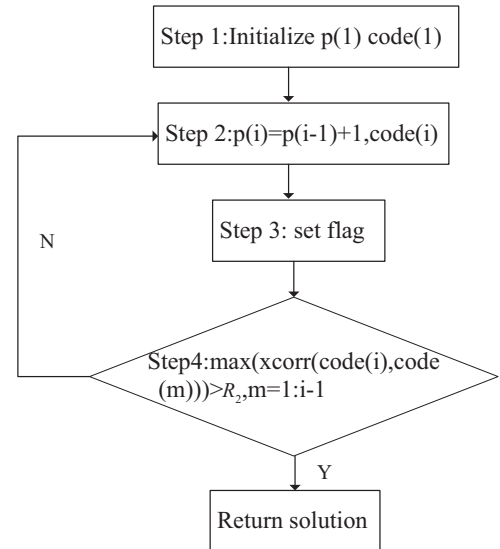 Step 1:Initialize p(1) code(1)
Step 2:p(i)=p(i-1)+1,code(i)
N
Step 3: set flag
Step4:max(xcorr(code(i),code
(m)))>R₂,m=1:i-1
Y
Return solution